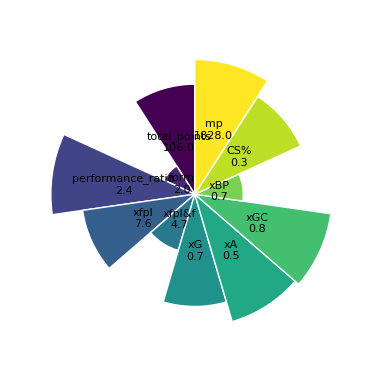 mp
1828.0
CS%
0.3
xBP
0.7
xGC
0.8
xA
0.5
xG
0.7
xfpl&f
4.7
xfpl
7.6
performance_ratio
2.4
form
total_points
106.0